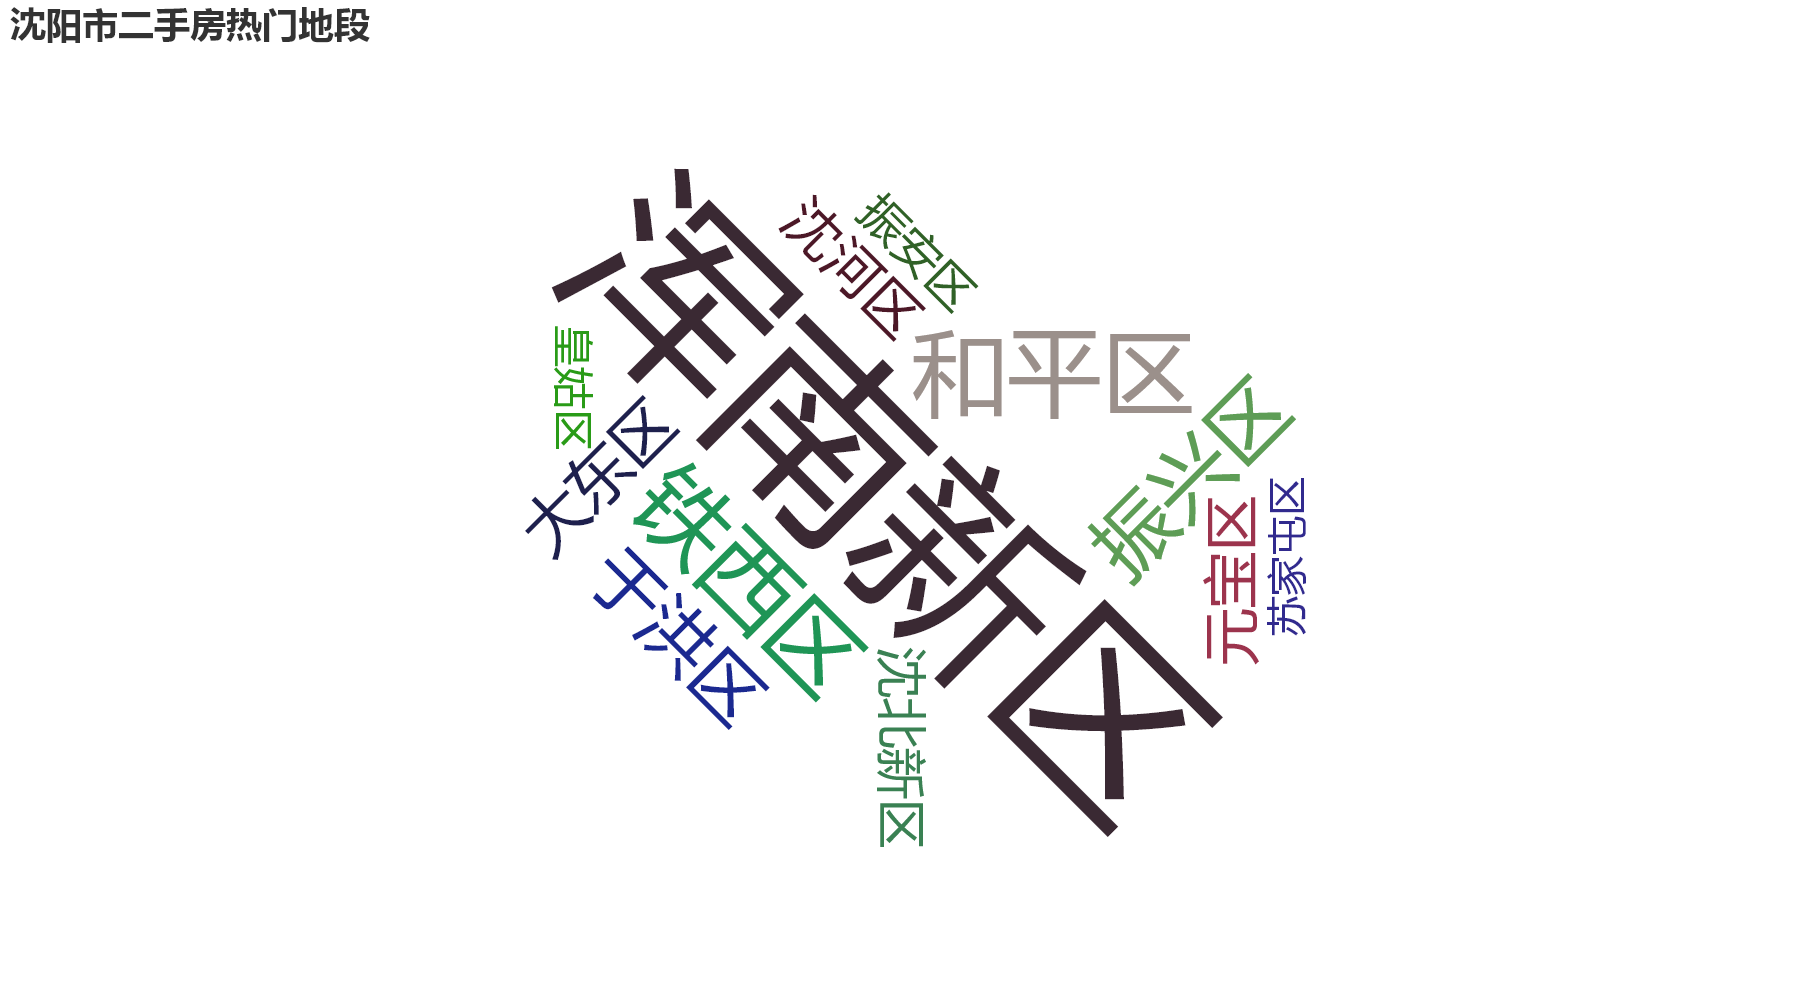 沈阳市二手房热门地段
浑南新区
沈河区
振安区
和平区
皇姑区
大东区
铁西区
于洪区
沈北新区
振兴区
元宝区
苏家屯区